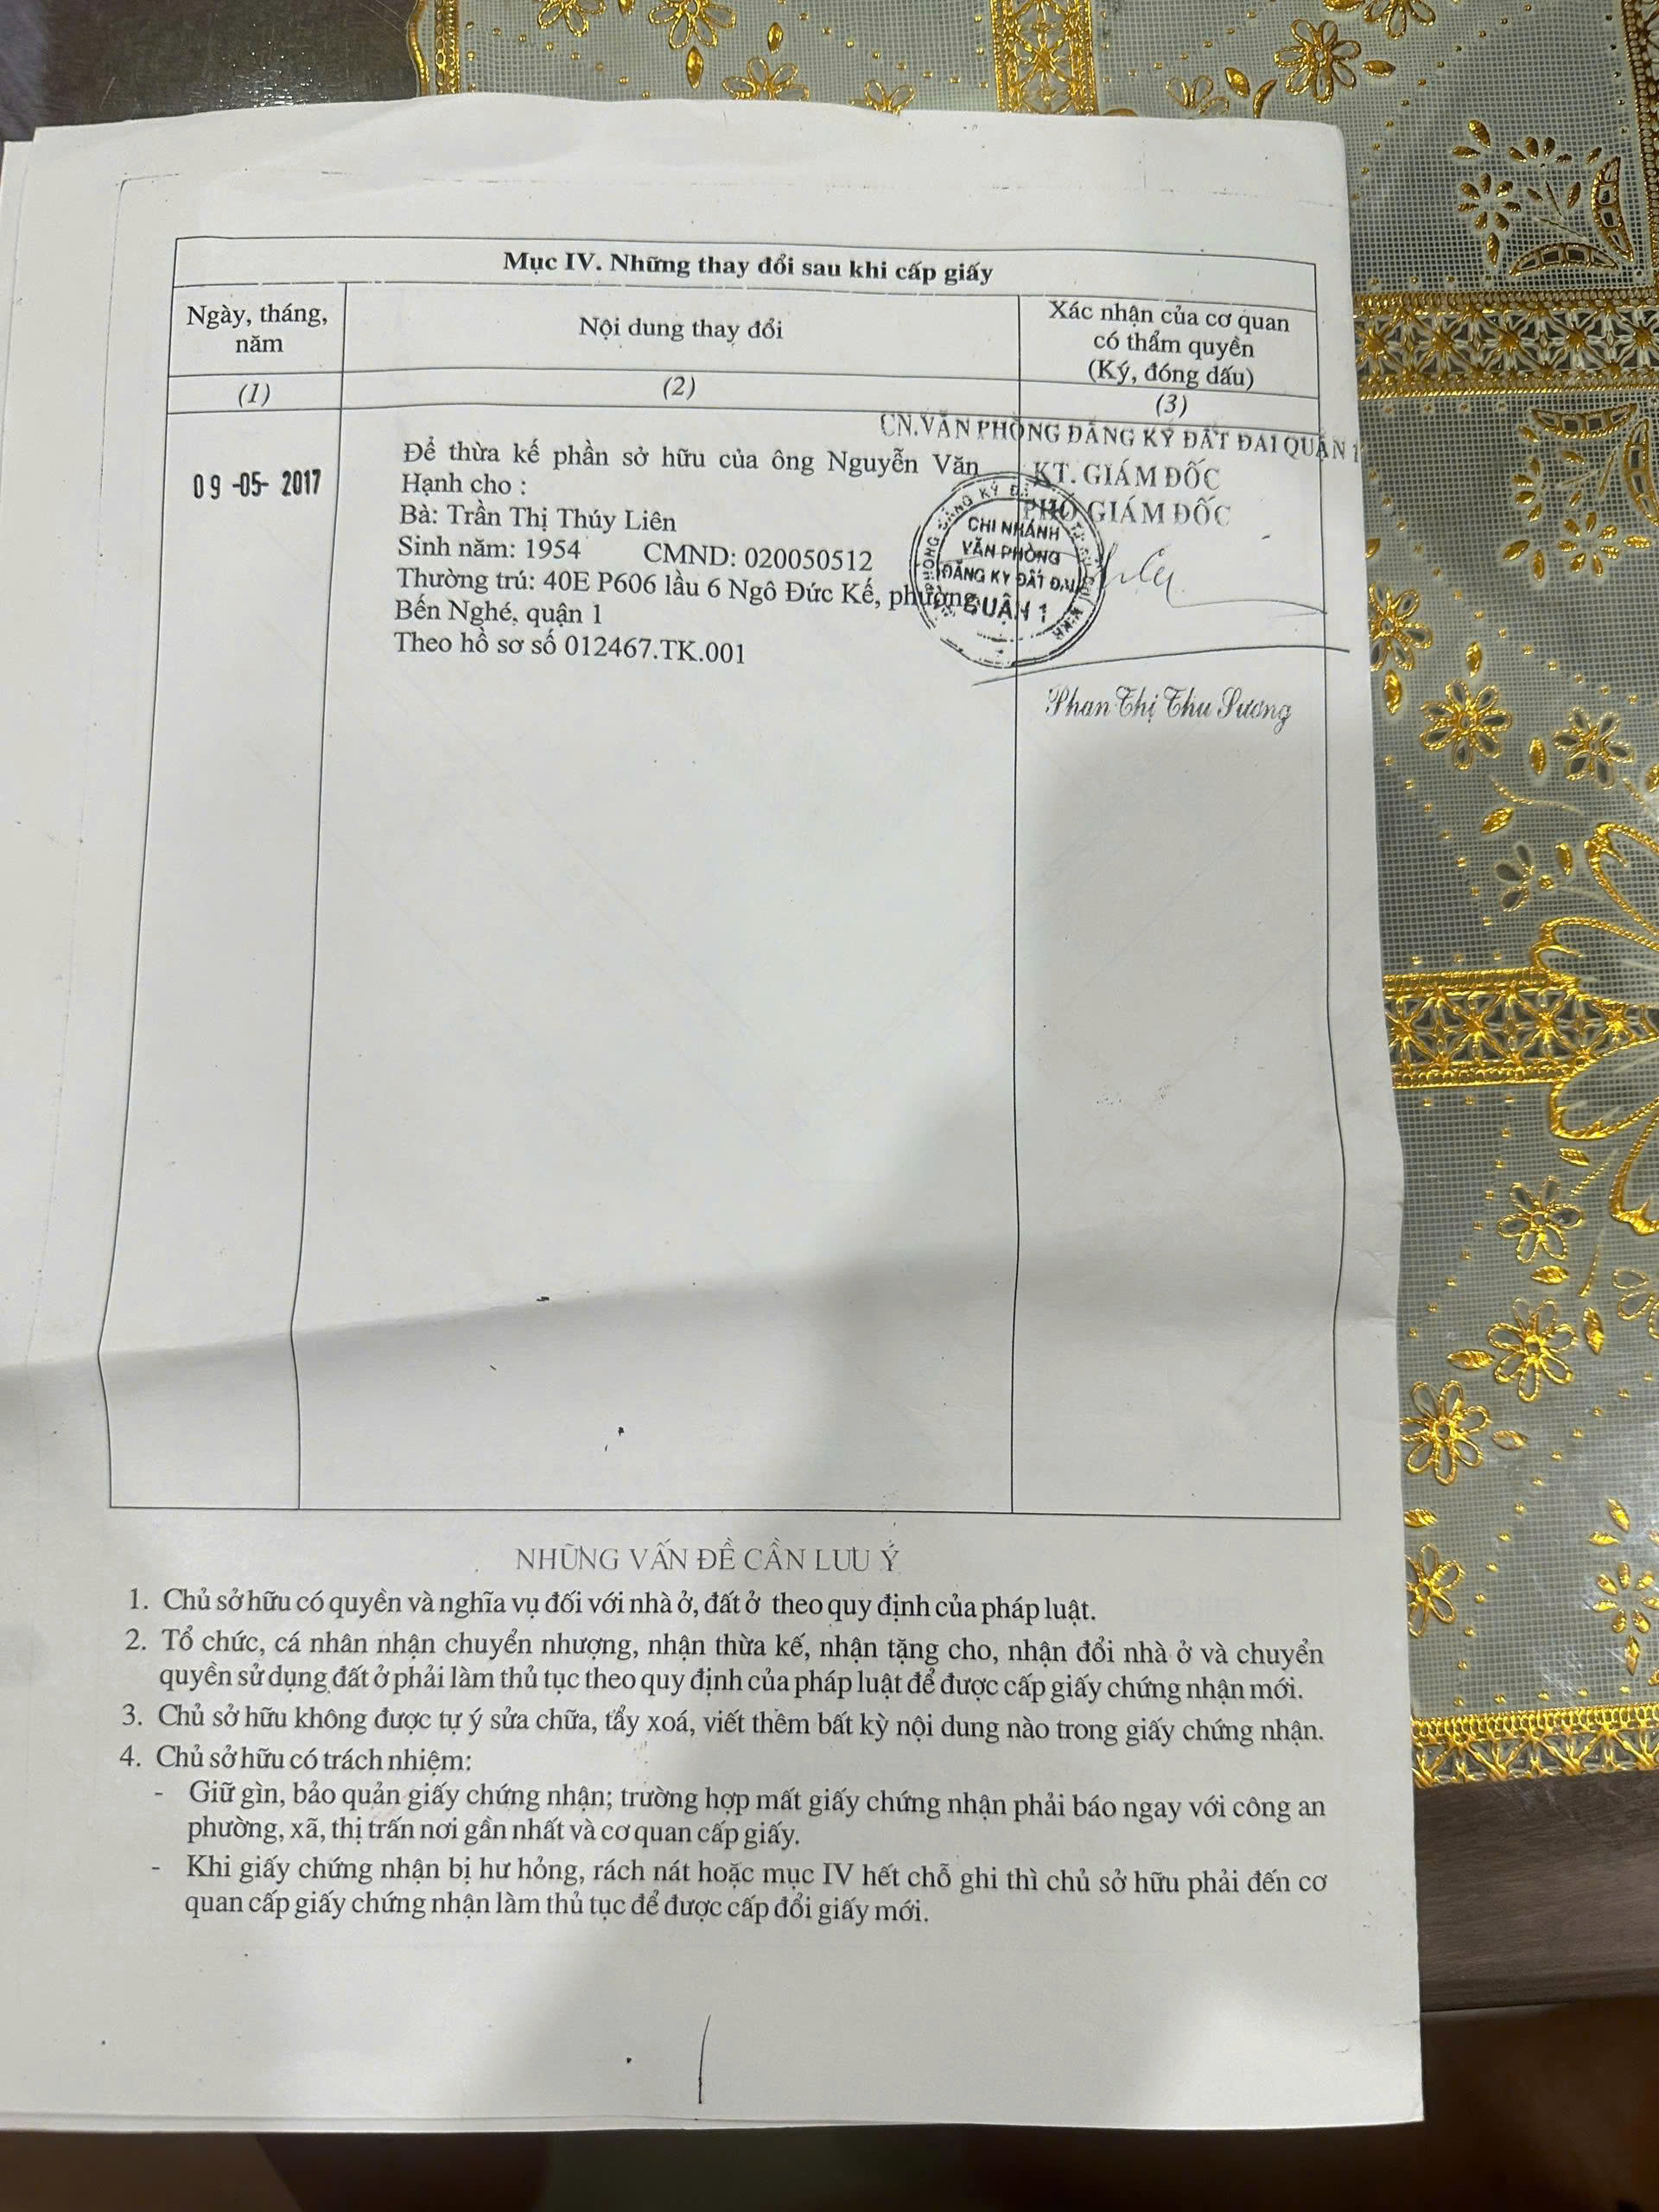 Mục IV. Những thay đổi sau khi cấp giấy
Ngày, tháng,
năm
Nội dung thay đổi
Xác nhận của cơ quan
có thẩm quyền
(Ký, đóng dấu)
(1)
(2)
(3)
09 -05- 2017
Để thừa kế phần sở hữu của ông Nguyễn Văn
Hạnh cho :
Bà: Trần Thị Thúy Liên
Sinh năm: 1954 CMND: 020050512
Thường trú: 40E P606 lầu 6 Ngô Đức Kế, phường
Bến Nghé, quận 1
Theo hồ sơ số 012467.TK.001
CN.VĂN PHÒNG ĐĂNG KÝ ĐẤT ĐAI QUẬN 1
KT. GIÁM ĐỐC
PHÓ GIÁM ĐỐC
CHI NHÁNH
VĂN PHÒNG
ĐĂNG KÝ ĐẤT ĐAI
QUẬN 1
Phan Thị Thu Sương
NHỮNG VẤN ĐỀ CẦN LƯU Ý
1. Chủ sở hữu có quyền và nghĩa vụ đối với nhà ở, đất ở theo quy định của pháp luật.
2. Tổ chức, cá nhân nhận chuyển nhượng, nhận thừa kế, nhận tặng cho, nhận đổi nhà ở và chuyển
quyền sử dụng đất ở phải làm thủ tục theo quy định của pháp luật để được cấp giấy chứng nhận mới.
3. Chủ sở hữu không được tự ý sửa chữa, tẩy xoá, viết thêm bất kỳ nội dung nào trong giấy chứng nhận.
4. Chủ sở hữu có trách nhiệm:
- Giữ gìn, bảo quản giấy chứng nhận; trường hợp mất giấy chứng nhận phải báo ngay với công an
phường, xã, thị trấn nơi gần nhất và cơ quan cấp giấy.
- Khi giấy chứng nhận bị hư hỏng, rách nát hoặc mục IV hết chỗ ghi thì chủ sở hữu phải đến cơ
quan cấp giấy chứng nhận làm thủ tục để được cấp đổi giấy mới.